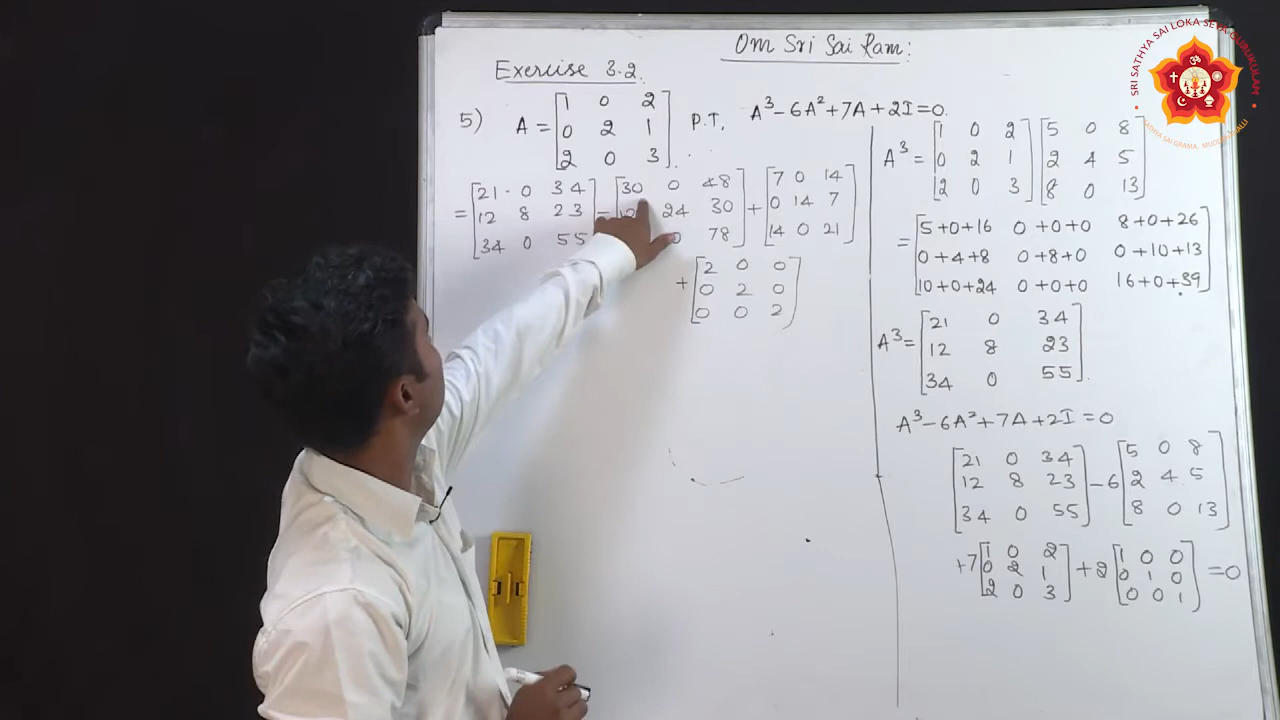 Om Sri Sai Ram:
Exercise 3.2.
5) A = [1 0 2
0 2 1
2 0 3]. P.T. A³-6A²+7A+2I=0.
= [21 0 34
12 8 23
34 0 55] = [30 0 48
24 30
0 78] + [7 0 14
0 14 7
14 0 21]
+ [2 0 0
0 2 0
0 0 2]
A³ = [1 0 2
0 2 1
2 0 3] [5 0 8
2 4 5
8 0 13]
= [5+0+16 0+0+0 8+0+26
0+4+8 0+8+0 0+10+13
10+0+24 0+0+0 16+0+39]
A³ = [21 0 34
12 8 23
34 0 55].
A³-6A²+7A+2I=0
[21 0 34
12 8 23
34 0 55] -6 [5 0 8
2 4 5
8 0 13]
+7 [1 0 2
0 2 1
2 0 3] +2 [1 0 0
0 1 0
0 0 1] =0
SRI SATHYA SAI LOKA SEVA GURUKULAM